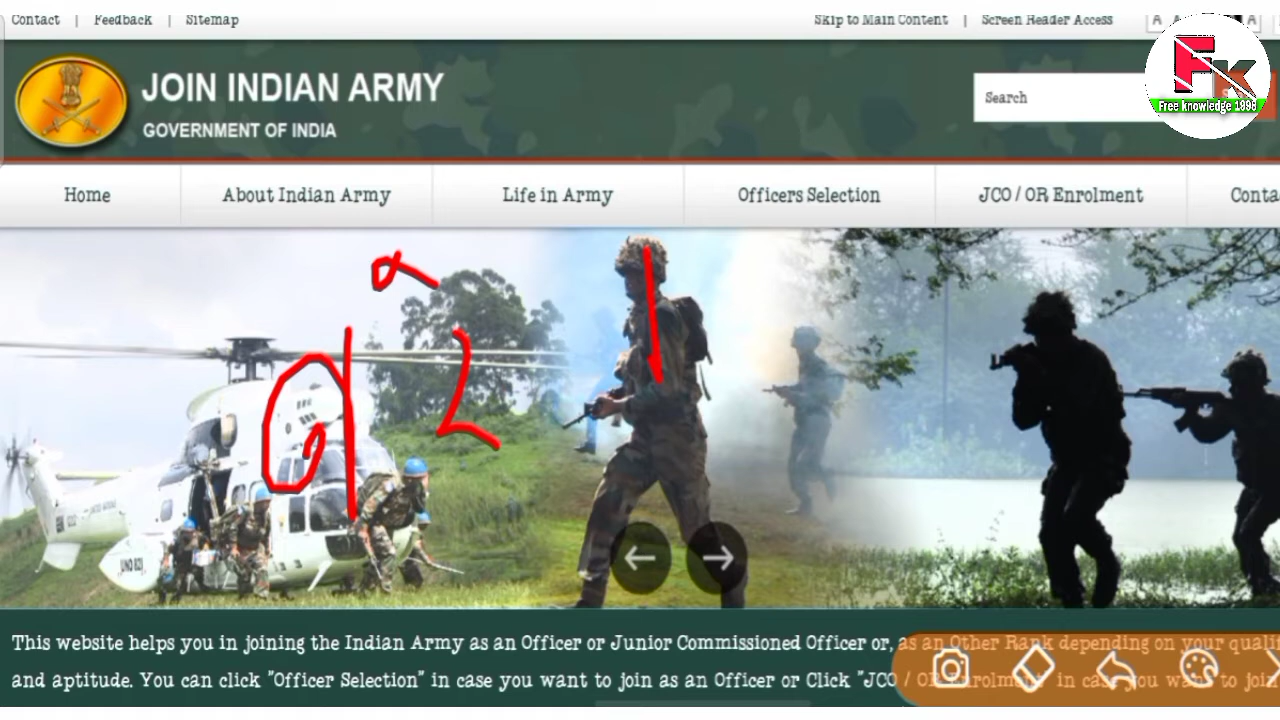 Contact | Feedback | Sitemap
Skip to Main Content | Screen Reader Access | A A A
FK
Free knowledge 1898
JOIN INDIAN ARMY
GOVERNMENT OF INDIA
Search
Home
About Indian Army
Life in Army
Officers Selection
JCO / OR Enrolment
Conta
2
This website helps you in joining the Indian Army as an Officer or Junior Commissioned Officer or, as an Other Rank depending on your quali
and aptitude. You can click "Officer Selection" in case you want to join as an Officer or Click "JCO / OR Enrolment" in case you want to join